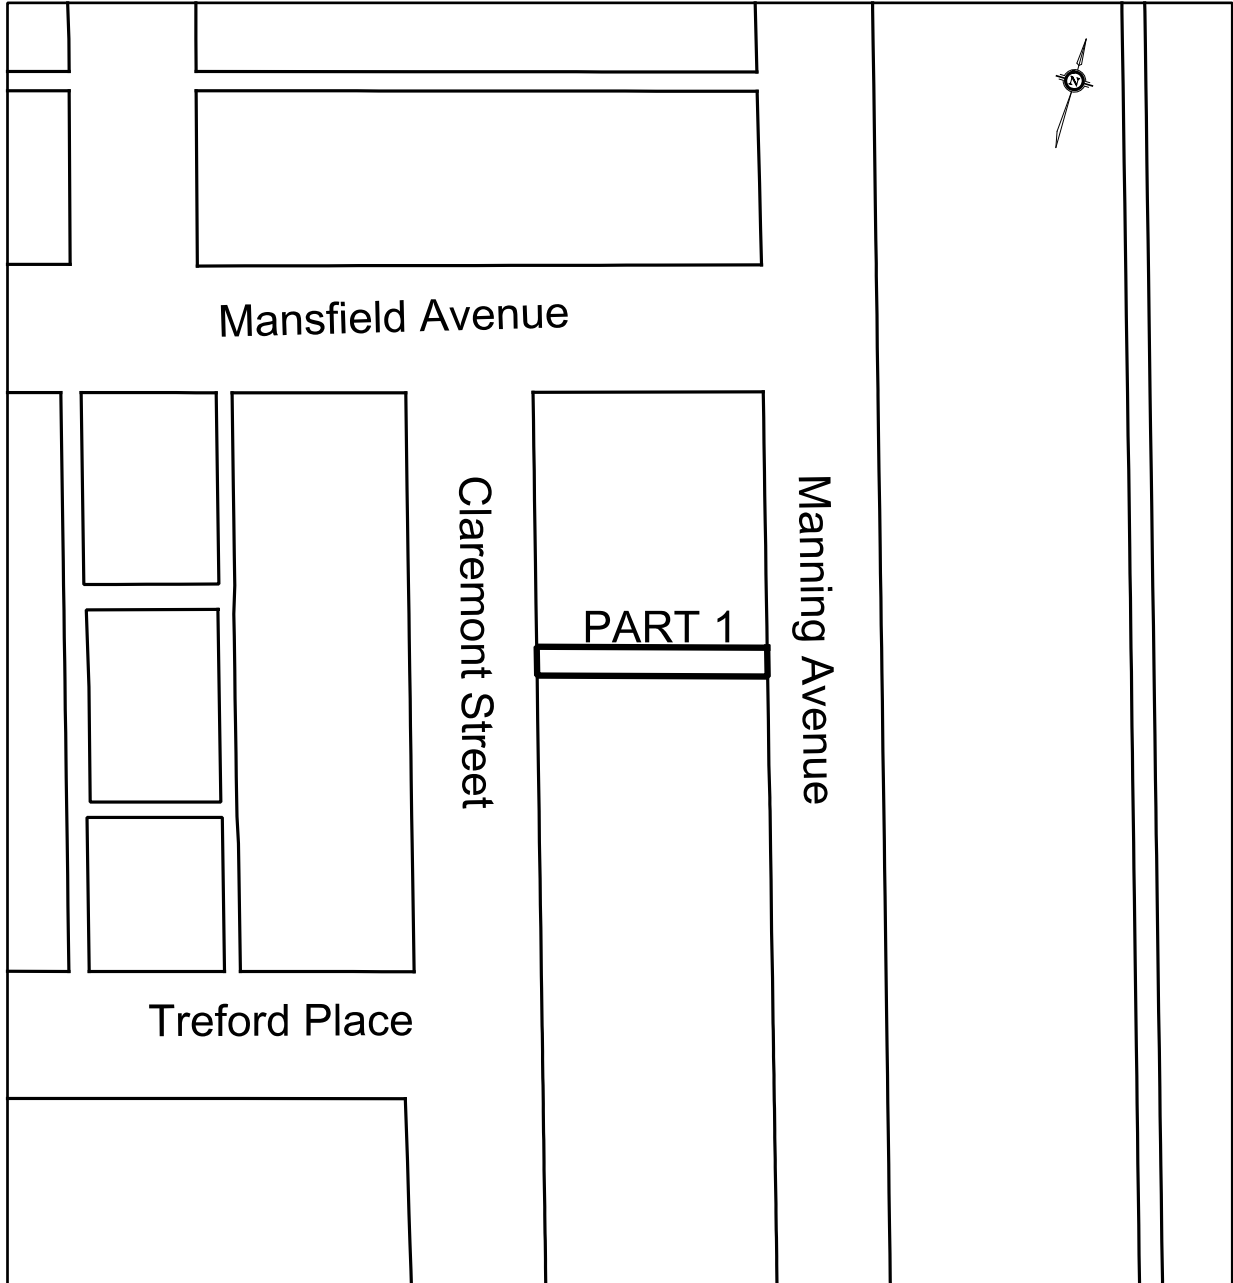 N
Mansfield Avenue
Claremont Street
Manning Avenue
PART 1
Treford Place